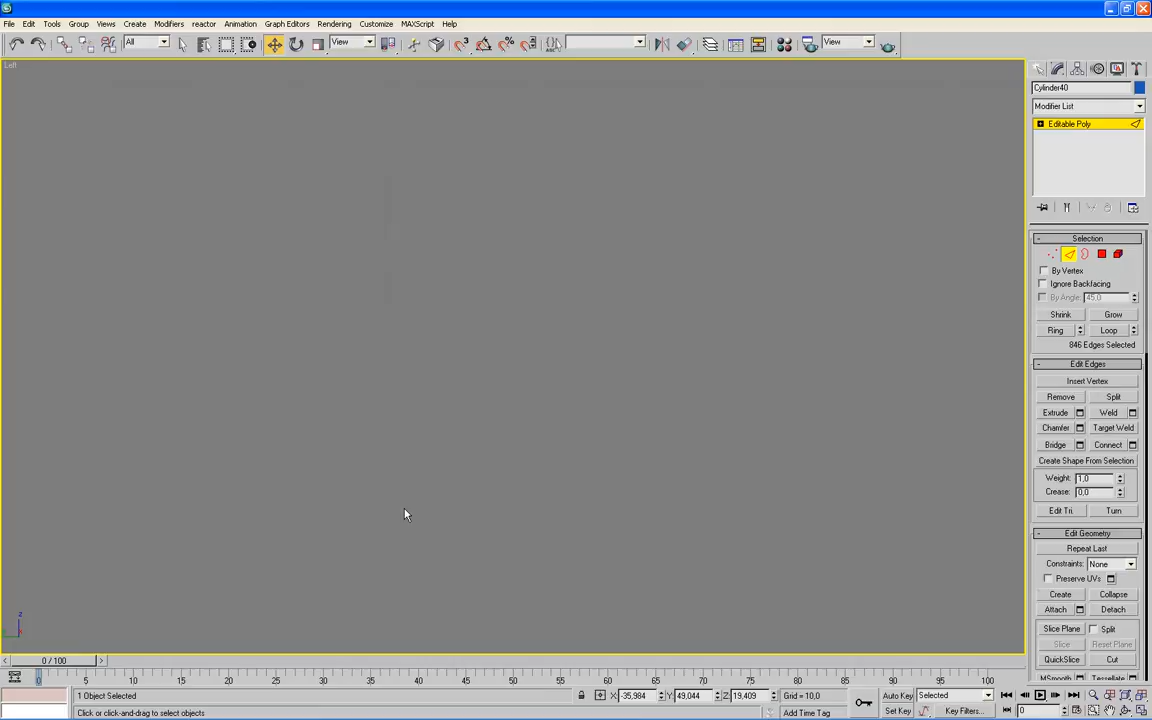 File Edit Tools Group Views Create Modifiers reactor Animation Graph Editors Rendering Customize MAXScript Help
All View View
Left
Cylinder40
Modifier List
Editable Poly
Selection
By Vertex
Ignore Backfacing
By Angle: 45,0
Shrink Grow
Ring Loop
846 Edges Selected
Edit Edges
Insert Vertex
Remove Split
Extrude Weld
Chamfer Target Weld
Bridge Connect
Create Shape From Selection
Weight: 1,0
Crease: 0,0
Edit Tri. Turn
Edit Geometry
Repeat Last
Constraints: None
Preserve UVs
Create Collapse
Attach Detach
Slice Plane Split
Slice Reset Plane
QuickSlice Cut
MSmooth Tessellate
z
0 / 100
0 5 10 15 20 25 30 35 40 45 50 55 60 65 70 75 80 85 90 95 100
1 Object Selected X: -35,984 Y: 49,044 Z: 19,409 Grid = 10,0 Auto Key Selected
Click or click-and-drag to select objects Add Time Tag Set Key Key Filters... 0